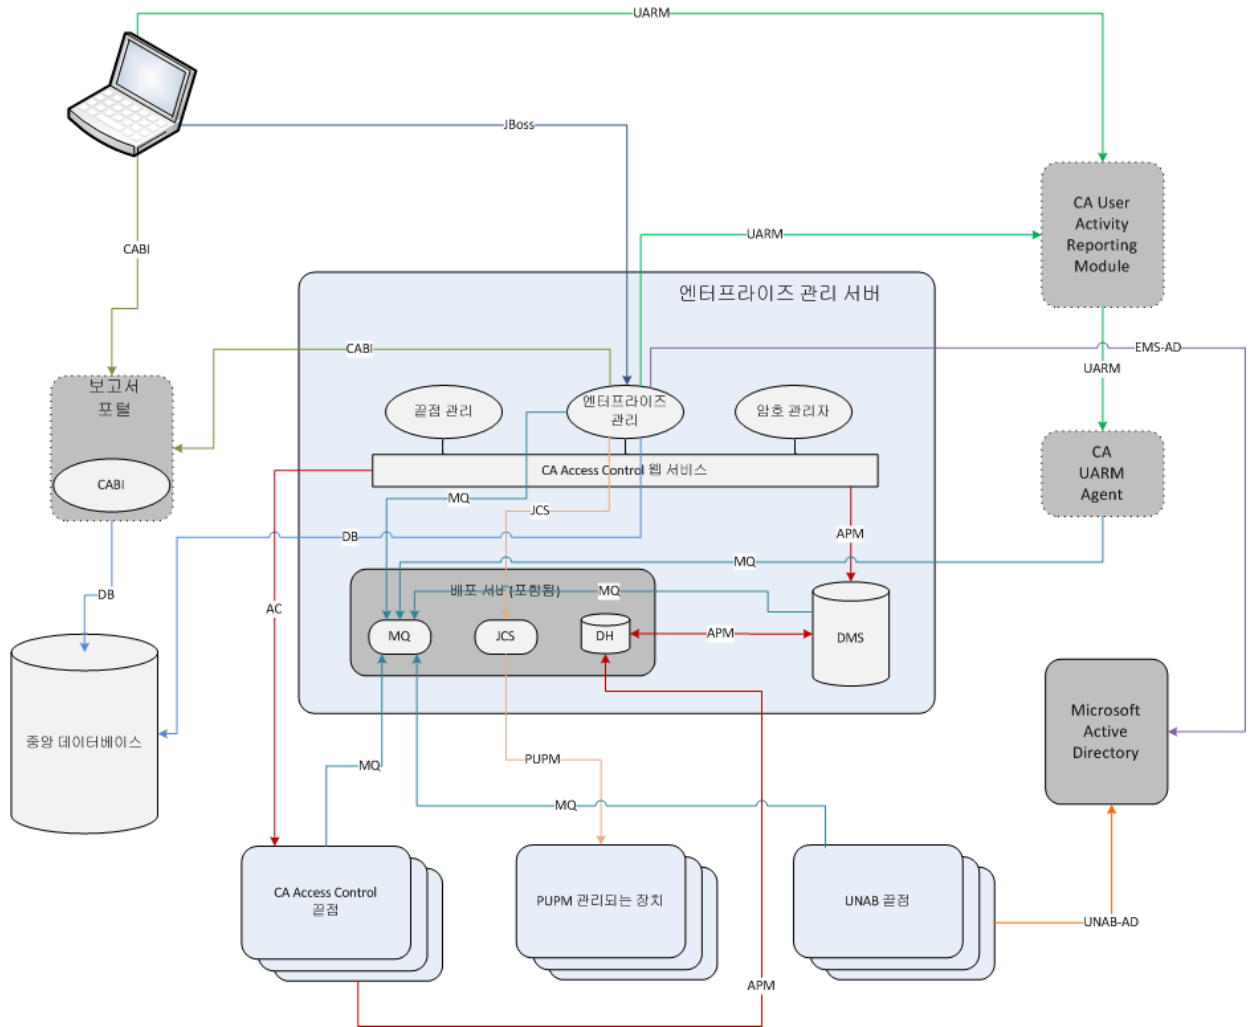 UARM
JBoss
CA User
Activity
Reporting
Module
UARM
CABI
엔터프라이즈 관리 서버
CABI
EMS-AD
UARM
보고서
포털
CABI
끝점 관리
엔터프라이즈
관리
암호 관리자
CA Access Control 웹 서비스
CA
UARM
Agent
MQ
JCS
DB
APM
MQ
DB
AC
배포 서버(포함됨)
MQ
MQ
JCS
DH
APM
DMS
중앙 데이터베이스
Microsoft
Active
Directory
MQ
PUPM
MQ
CA Access Control
끝점
PUPM 관리되는 장치
UNAB 끝점
UNAB-AD
APM